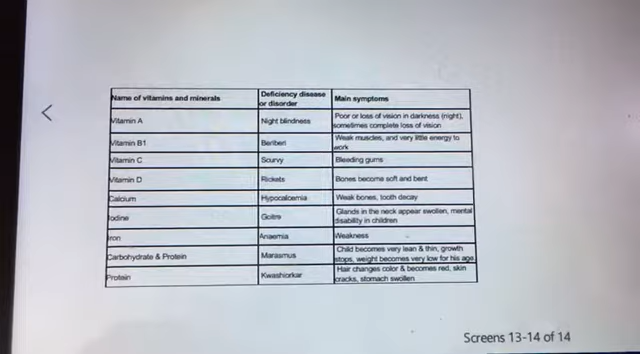 Name of vitamins and minerals
Deficiency disease
or disorder
Main symptoms
Vitamin A
Night blindness
Poor or loss of vision in darkness (night),
sometimes complete loss of vision
Vitamin B1
Beriberi
Weak muscles, and very little energy to
work
Vitamin C
Scurvy
Bleeding gums
Vitamin D
Rickets
Bones become soft and bent
Calcium
Hypocalcemia
Weak bones, tooth decay
Iodine
Goitre
Glands in the neck appear swollen, mental
disability in children
Iron
Anaemia
Weakness
Carbohydrate & Protein
Marasmus
Child becomes very lean & thin, growth
stops, weight becomes very low for his age
Protein
Kwashiorkar
Hair changes color & becomes red, skin
cracks, stomach swollen
Screens 13-14 of 14